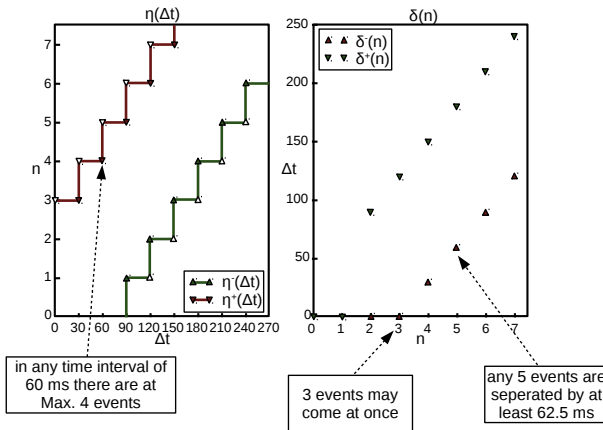 η(Δt)
7
6
5
4
3
2
1
0
n
0 30 60 90 120 150 180 210 240 270
Δt
η⁻(Δt)
η⁺(Δt)
in any time interval of
60 ms there are at
Max. 4 events
δ(n)
250
200
150
100
50
0
Δt
0 1 2 3 4 5 6 7
n
δ⁻(n)
δ⁺(n)
3 events may
come at once
any 5 events are
seperated by at
least 62.5 ms